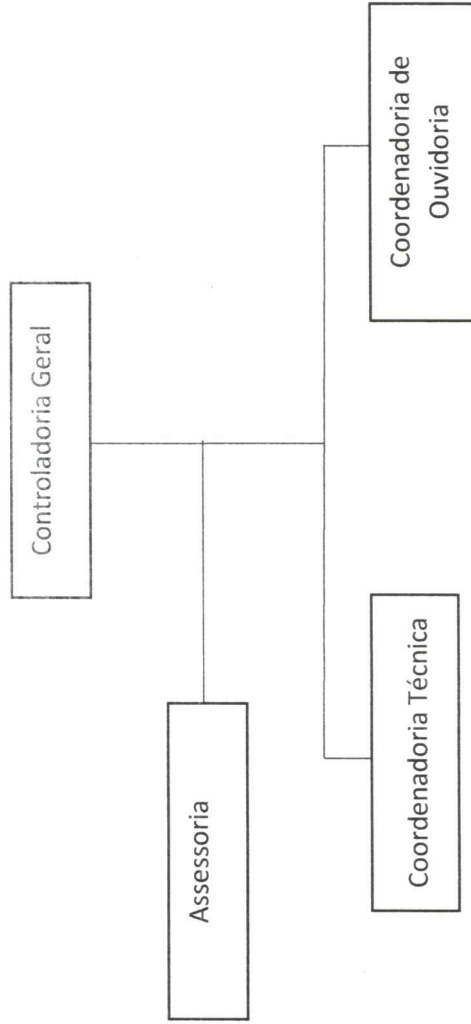 Controladoria Geral
Assessoria
Coordenadoria Técnica
Coordenadoria de
Ouvidoria